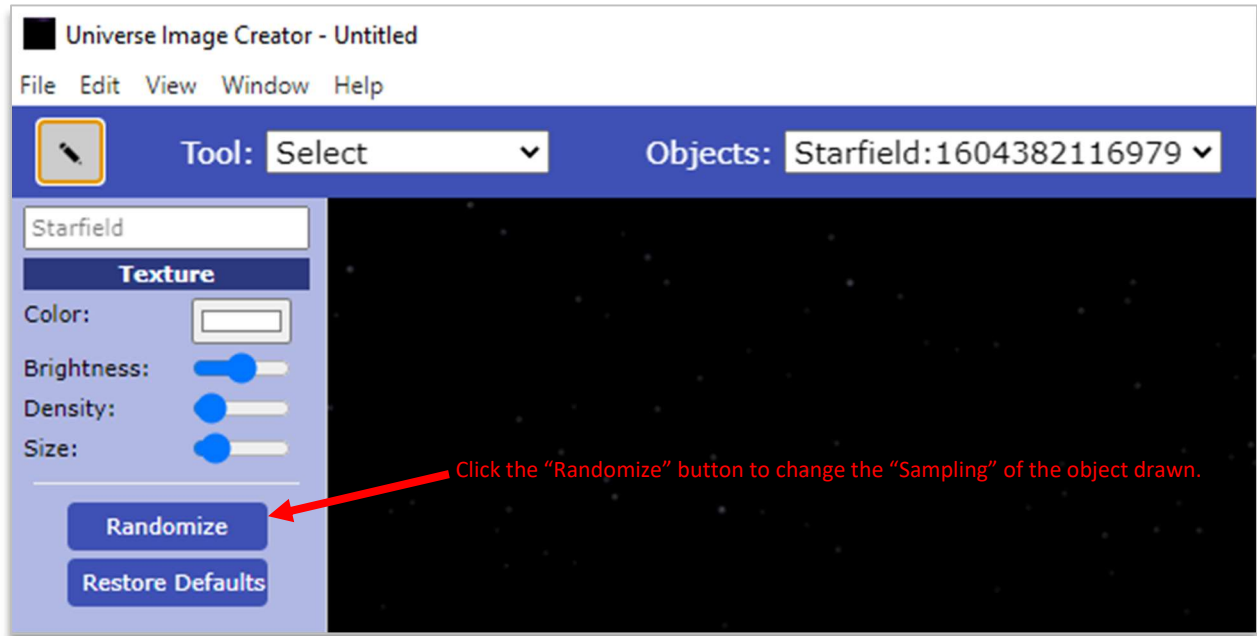 Universe Image Creator - Untitled
File Edit View Window Help
Tool: Select Objects: Starfield:1604382116979
Starfield
Texture
Color:
Brightness:
Density:
Size:
Click the “Randomize” button to change the “Sampling” of the object drawn.
Randomize
Restore Defaults